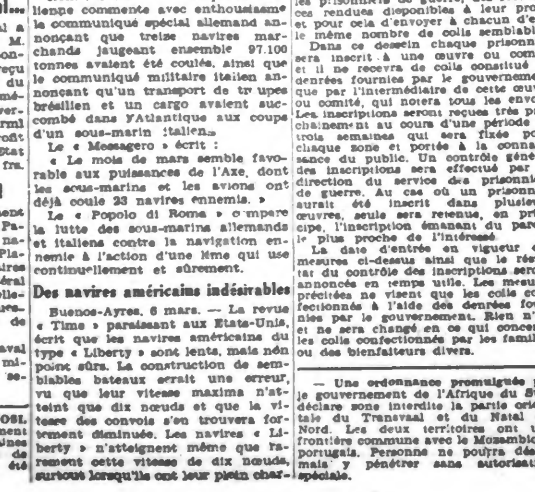 lienne commente avec enthousiasme
le communiqué spécial allemand an-
nonçant que treize navires mar-
chands jaugeant ensemble 97.100
tonnes avaient été coulés, ainsi que
le communiqué militaire italien an-
nonçant qu'un transport de tr upes
brésilien et un cargo avaient suc-
combé dans l'Atlantique aux coups
d'un sous-marin italien.
Le « Messagero » écrit :
« Le mois de mars semble favo-
rable aux puissances de l'Axe, dont
les sous-marins et les avions ont
déjà coulé 23 navires ennemis. »
Le « Popolo di Roma » compare
la lutte des sous-marins allemands
et italiens contre la navigation en-
nemie à l'action d'une lime qui use
continuellement et sûrement.
Des navires américains indésirables
Buenos-Ayres, 6 mars. — La revue
« Time » paraissant aux Etats-Unis,
écrit que les navires américains du
type « Liberty » sont lents, mais non
point sûrs. La construction de sem-
blables bateaux serait une erreur,
vu que leur vitesse maxima n'at-
teint que dix nœuds et que la vi-
tesse des convois s'en trouvera for-
tement diminuée. Les navires « Li-
berty » n'atteignent même que ra-
rement cette vitesse de dix nœuds,
surtout lorsqu'ils ont leur plein char-
ces rendues disponibles à leur pro
et pour cela d'envoyer à chacun d'e
le même nombre de colis semblabl
Dans ce dessein chaque prisonn
sera inscrit à une œuvre ou com
et il ne recevra de colis constitué
denrées fournies par le gouverneme
que par l'intermédiaire de cette œuv
ou comité, qui notera tous les envo
Les inscriptions seront reçues très p
chainement au cours d'une période
trois semaines qui sera fixée po
chaque zone et portée à la connai
sance du public. Un contrôle géné
des inscriptions sera effectué par
direction du service des prisonnie
de guerre. Au cas où un prisonn
aurait été inscrit dans plusieu
œuvres, seule sera retenue, en pri
cipe, l'inscription émanant du pare
le plus proche de l'intéressé.
La date d'entrée en vigueur
mesures ci-dessus ainsi que le rés
tat du contrôle des inscriptions sero
annoncés en temps utile. Les mesu
précitées ne visent que les colis co
fectionnés à l'aide des denrées fo
nies par le gouvernement. Rien n'
et ne sera changé en ce qui concer
les colis confectionnés par les famil
ou des bienfaiteurs divers.
— Une ordonnance promulguée
le gouvernement de l'Afrique du S
déclare zone interdite la partie orie
tale du Transvaal et du Natal
bord. Les deux territoires ont
frontière commune avec le Mozambiq
portugais. Personne ne pourra dés
mais y pénétrer sans autorisati
spéciale.